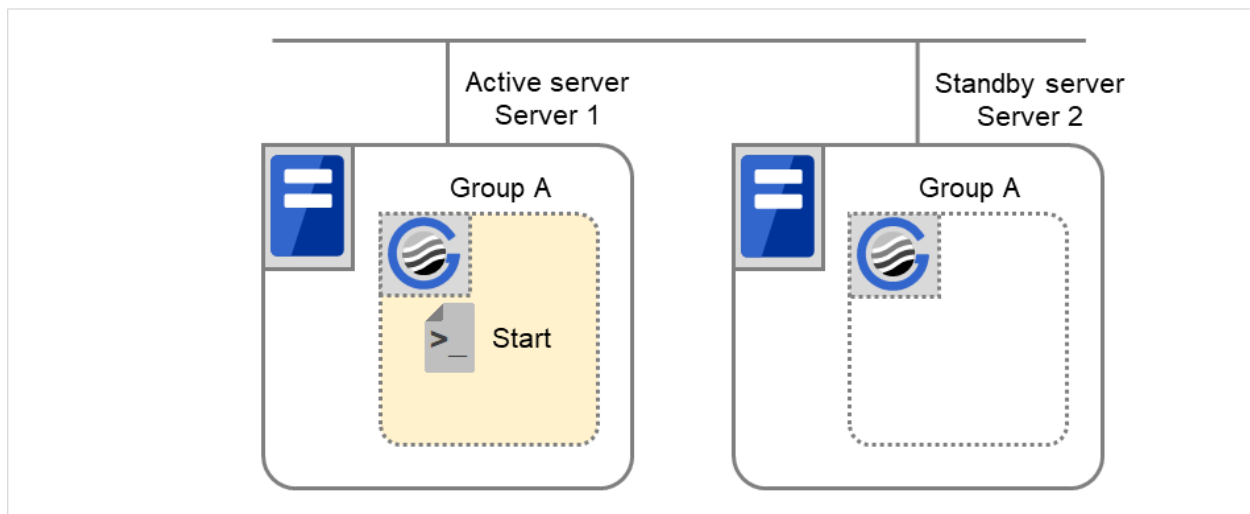 Active server
Server 1
Standby server
Server 2
Group A
Group A
>_ Start